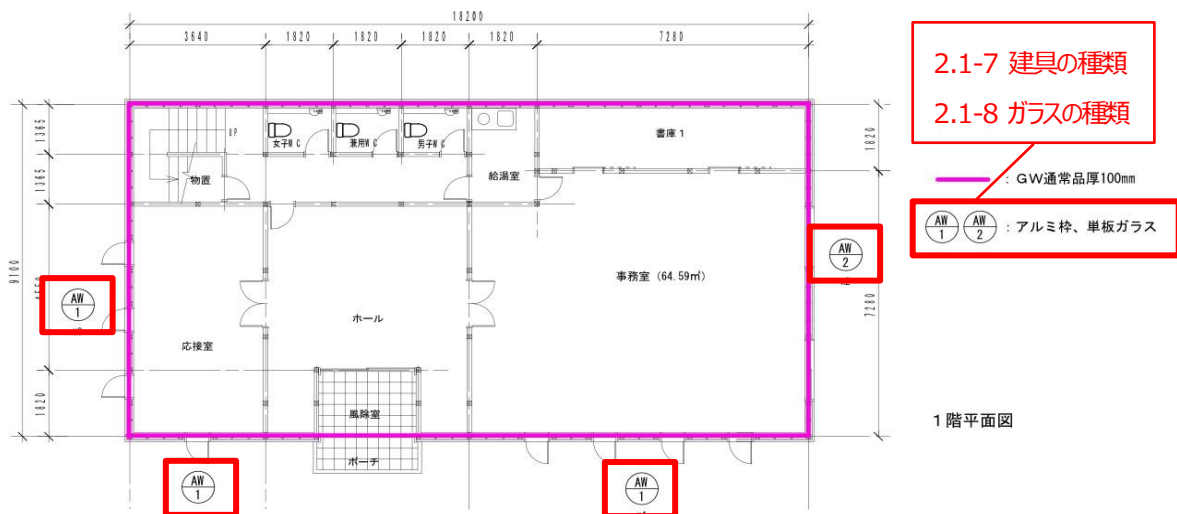 18200
3640
1820
1820
1820
1820
7280
2.1-7 建具の種類
2.1-8 ガラスの種類
1365
1365
9100
1820
UP
女子WC
兼用WC
男子WC
物置
給湯室
書庫1
1820
7280
: GW通常品厚100mm
AW
1
AW
2
: アルミ枠、単板ガラス
AW
2
事務室 (64.59㎡)
AW
1
ホール
応接室
風除室
ポーチ
1階平面図
AW
1
AW
1